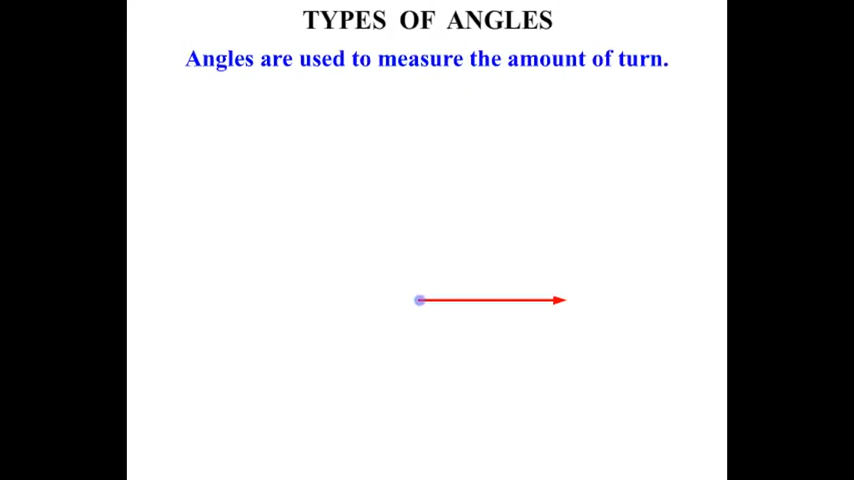 TYPES OF ANGLES
Angles are used to measure the amount of turn.